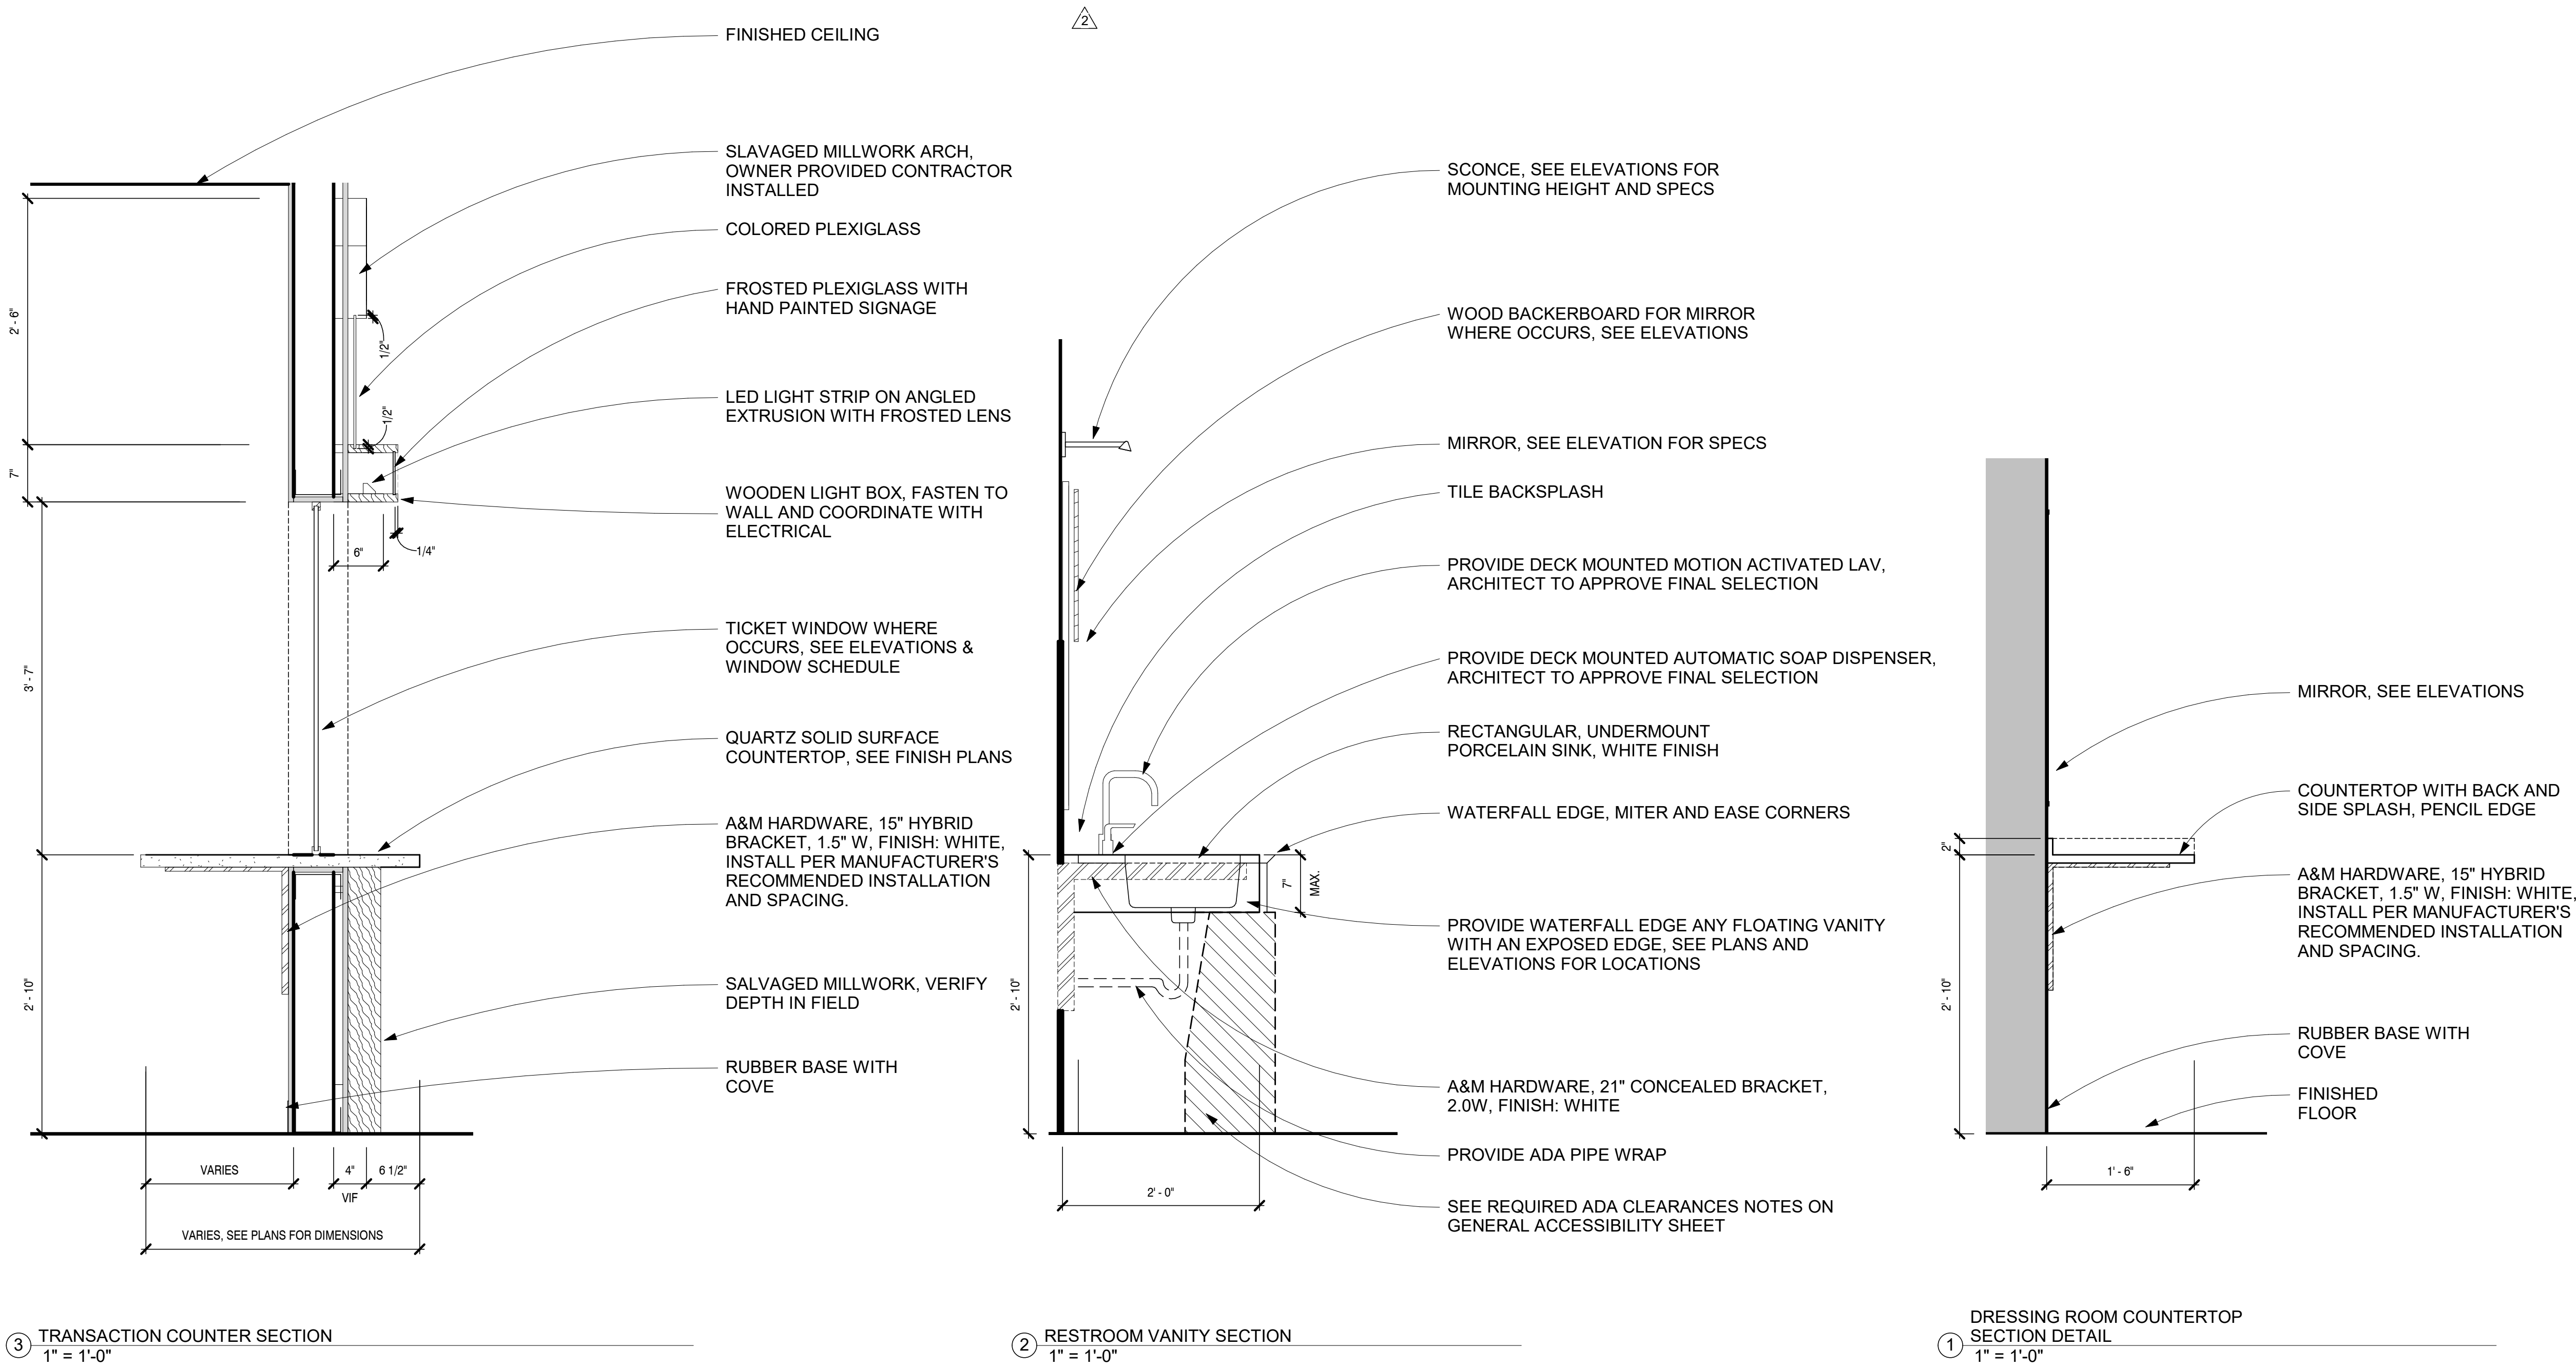 2
FINISHED CEILING
SLAVAGED MILLWORK ARCH,
OWNER PROVIDED CONTRACTOR
INSTALLED
COLORED PLEXIGLASS
FROSTED PLEXIGLASS WITH
HAND PAINTED SIGNAGE
LED LIGHT STRIP ON ANGLED
EXTRUSION WITH FROSTED LENS
WOODEN LIGHT BOX, FASTEN TO
WALL AND COORDINATE WITH
ELECTRICAL
TICKET WINDOW WHERE
OCCURS, SEE ELEVATIONS &
WINDOW SCHEDULE
QUARTZ SOLID SURFACE
COUNTERTOP, SEE FINISH PLANS
A&M HARDWARE, 15" HYBRID
BRACKET, 1.5" W, FINISH: WHITE,
INSTALL PER MANUFACTURER'S
RECOMMENDED INSTALLATION
AND SPACING.
SALVAGED MILLWORK, VERIFY
DEPTH IN FIELD
RUBBER BASE WITH
COVE
2' - 6"
7"
3' - 7"
2' - 10"
1/2"
1/2"
6"
1/4"
VARIES
4"
VIF
6 1/2"
VARIES, SEE PLANS FOR DIMENSIONS
3
TRANSACTION COUNTER SECTION
1" = 1'-0"
SCONCE, SEE ELEVATIONS FOR
MOUNTING HEIGHT AND SPECS
WOOD BACKERBOARD FOR MIRROR
WHERE OCCURS, SEE ELEVATIONS
MIRROR, SEE ELEVATION FOR SPECS
TILE BACKSPLASH
PROVIDE DECK MOUNTED MOTION ACTIVATED LAV,
ARCHITECT TO APPROVE FINAL SELECTION
PROVIDE DECK MOUNTED AUTOMATIC SOAP DISPENSER,
ARCHITECT TO APPROVE FINAL SELECTION
RECTANGULAR, UNDERMOUNT
PORCELAIN SINK, WHITE FINISH
WATERFALL EDGE, MITER AND EASE CORNERS
PROVIDE WATERFALL EDGE ANY FLOATING VANITY
WITH AN EXPOSED EDGE, SEE PLANS AND
ELEVATIONS FOR LOCATIONS
A&M HARDWARE, 21" CONCEALED BRACKET,
2.0W, FINISH: WHITE
PROVIDE ADA PIPE WRAP
SEE REQUIRED ADA CLEARANCES NOTES ON
GENERAL ACCESSIBILITY SHEET
7"
MAX.
2' - 10"
2' - 0"
2
RESTROOM VANITY SECTION
1" = 1'-0"
MIRROR, SEE ELEVATIONS
COUNTERTOP WITH BACK AND
SIDE SPLASH, PENCIL EDGE
A&M HARDWARE, 15" HYBRID
BRACKET, 1.5" W, FINISH: WHITE,
INSTALL PER MANUFACTURER'S
RECOMMENDED INSTALLATION
AND SPACING.
RUBBER BASE WITH
COVE
FINISHED
FLOOR
2"
2' - 10"
1' - 6"
1
DRESSING ROOM COUNTERTOP
SECTION DETAIL
1" = 1'-0"